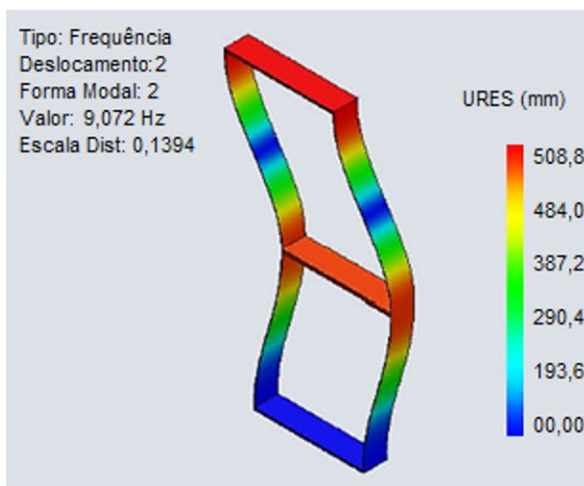 Tipo: Frequência
Deslocamento: 2
Forma Modal: 2
Valor: 9,072 Hz
Escala Dist: 0,1394
URES (mm)
508,8
484,0
387,2
290,4
193,6
00,00